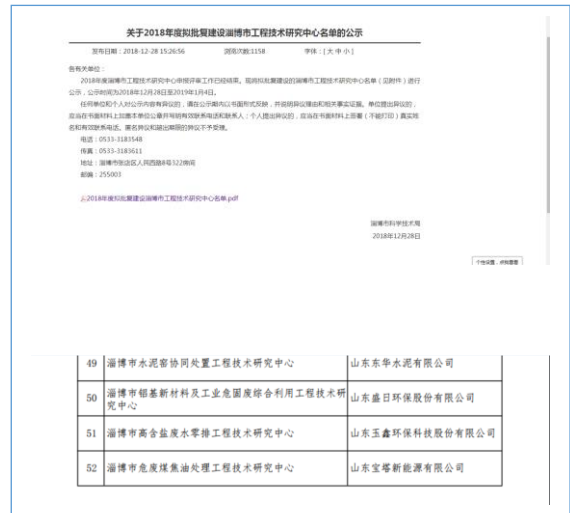 关于2018年度拟批复建设淄博市工程技术研究中心名单的公示
发布日期：2018-12-28 15:26:56 浏览次数:1158 字体：[ 大 中 小 ]
各有关单位：
2018年度淄博市工程技术研究中心申报评审工作已经结束。现将拟批复建设的淄博市工程技术研究中心名单（见附件）进行
公示，公示时间为2018年12月28日至2019年1月4日。
任何单位和个人对公示内容有异议的，请在公示期内以书面形式反映，并说明异议理由和相关事实证据。单位提出异议的，
应当在书面材料上加盖本单位公章并写明有效联系电话和联系人；个人提出异议的，应当在书面材料上签署（不能打印）真实姓
名和有效联系电话。匿名异议和超出期限的异议不予受理。
电话：0533-3183548
传真：0533-3183611
地址：淄博市张店区人民西路8号322房间
邮编：255003
2018年度拟批复建设淄博市工程技术研究中心名单.pdf
淄博市科学技术局
2018年12月28日
个性设置，点我看看
49 淄博市水泥窑协同处置工程技术研究中心 山东东华水泥有限公司
50 淄博市铝基新材料及工业危固废综合利用工程技术研究中心 山东盛日环保股份有限公司
51 淄博市高含盐废水零排工程技术研究中心 山东玉鑫环保科技股份有限公司
52 淄博市危废煤焦油处理工程技术研究中心 山东宝塔新能源有限公司